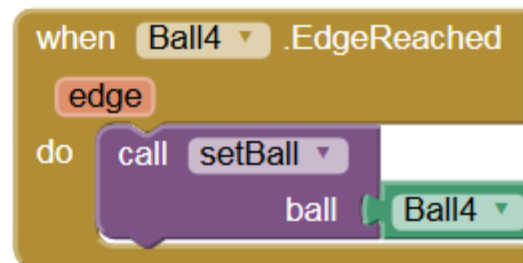 when Ball4 .EdgeReached
edge
do call setBall
ball Ball4